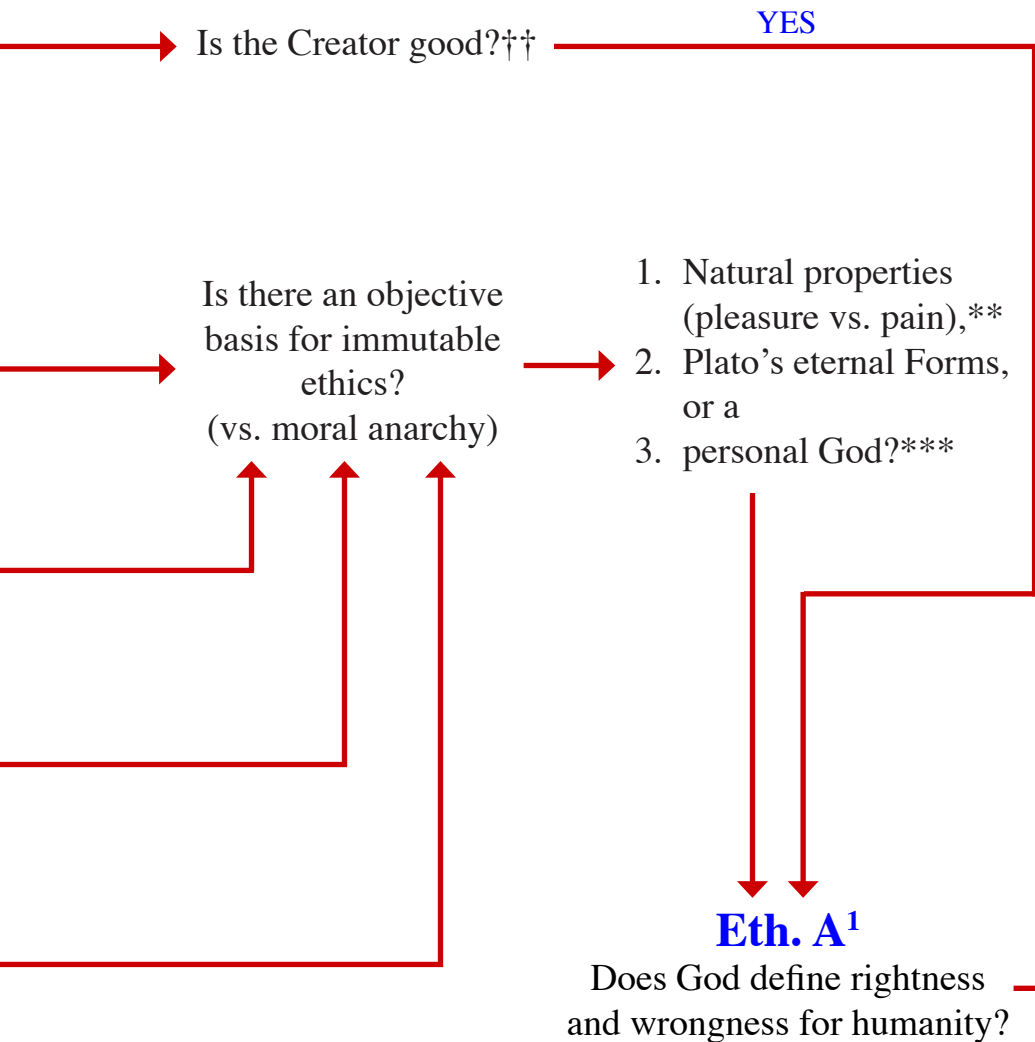 YES
Is the Creator good?††
Is there an objective
basis for immutable
ethics?
(vs. moral anarchy)
1. Natural properties
(pleasure vs. pain),**
2. Plato’s eternal Forms,
or a
3. personal God?***
Eth. A¹
Does God define rightness
and wrongness for humanity?